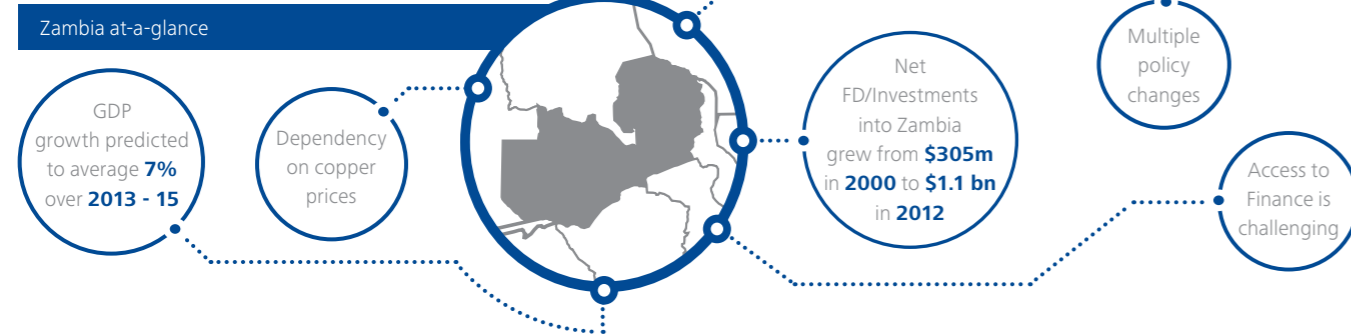 Zambia at-a-glance
GDP
growth predicted
to average 7%
over 2013 - 15
Dependency
on copper
prices
Net
FD/Investments
into Zambia
grew from $305m
in 2000 to $1.1 bn
in 2012
Multiple
policy
changes
Access to
Finance is
challenging